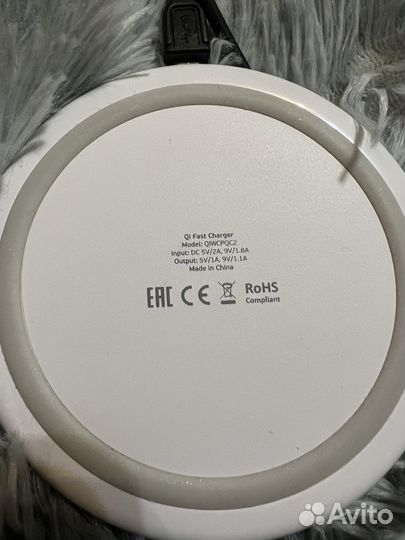 Qi Fast Charger
Model: QIWCPQC2
Input: DC 5V/2A, 9V/1.8A
Output: 5V/1A, 9V/1.1A
Made in China
EAC CE RoHS
Compliant
Avito